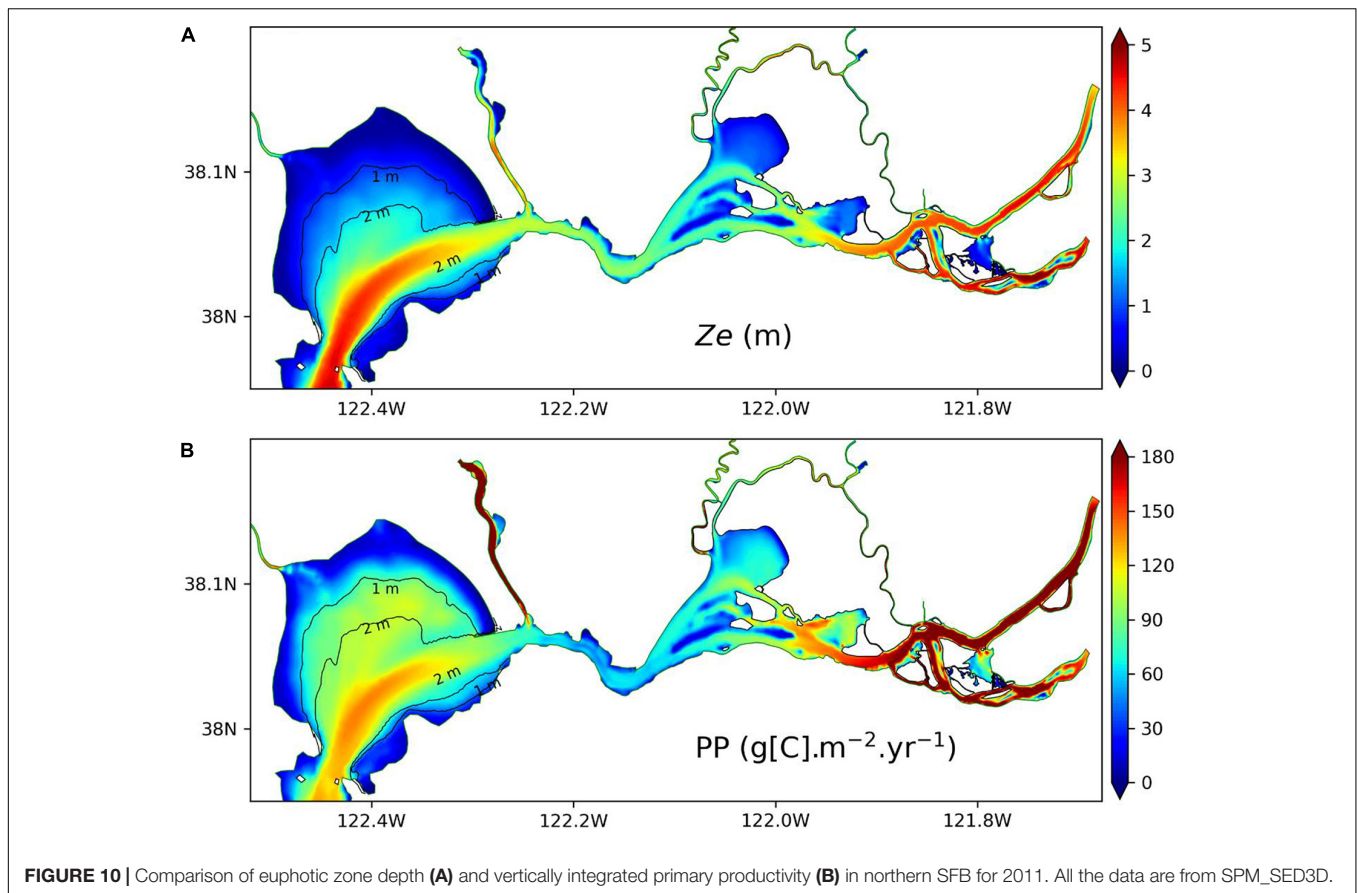 A
5
4
3
2
1
0
38.1N
38N
1 m
2 m
2 m
1 m
Ze (m)
122.4W 122.2W 122.0W 121.8W
B
180
150
120
90
60
30
0
38.1N
38N
1 m
2 m
2 m
1 m
PP (g[C].m⁻².yr⁻¹)
122.4W 122.2W 122.0W 121.8W
FIGURE 10 | Comparison of euphotic zone depth (A) and vertically integrated primary productivity (B) in northern SFB for 2011. All the data are from SPM_SED3D.